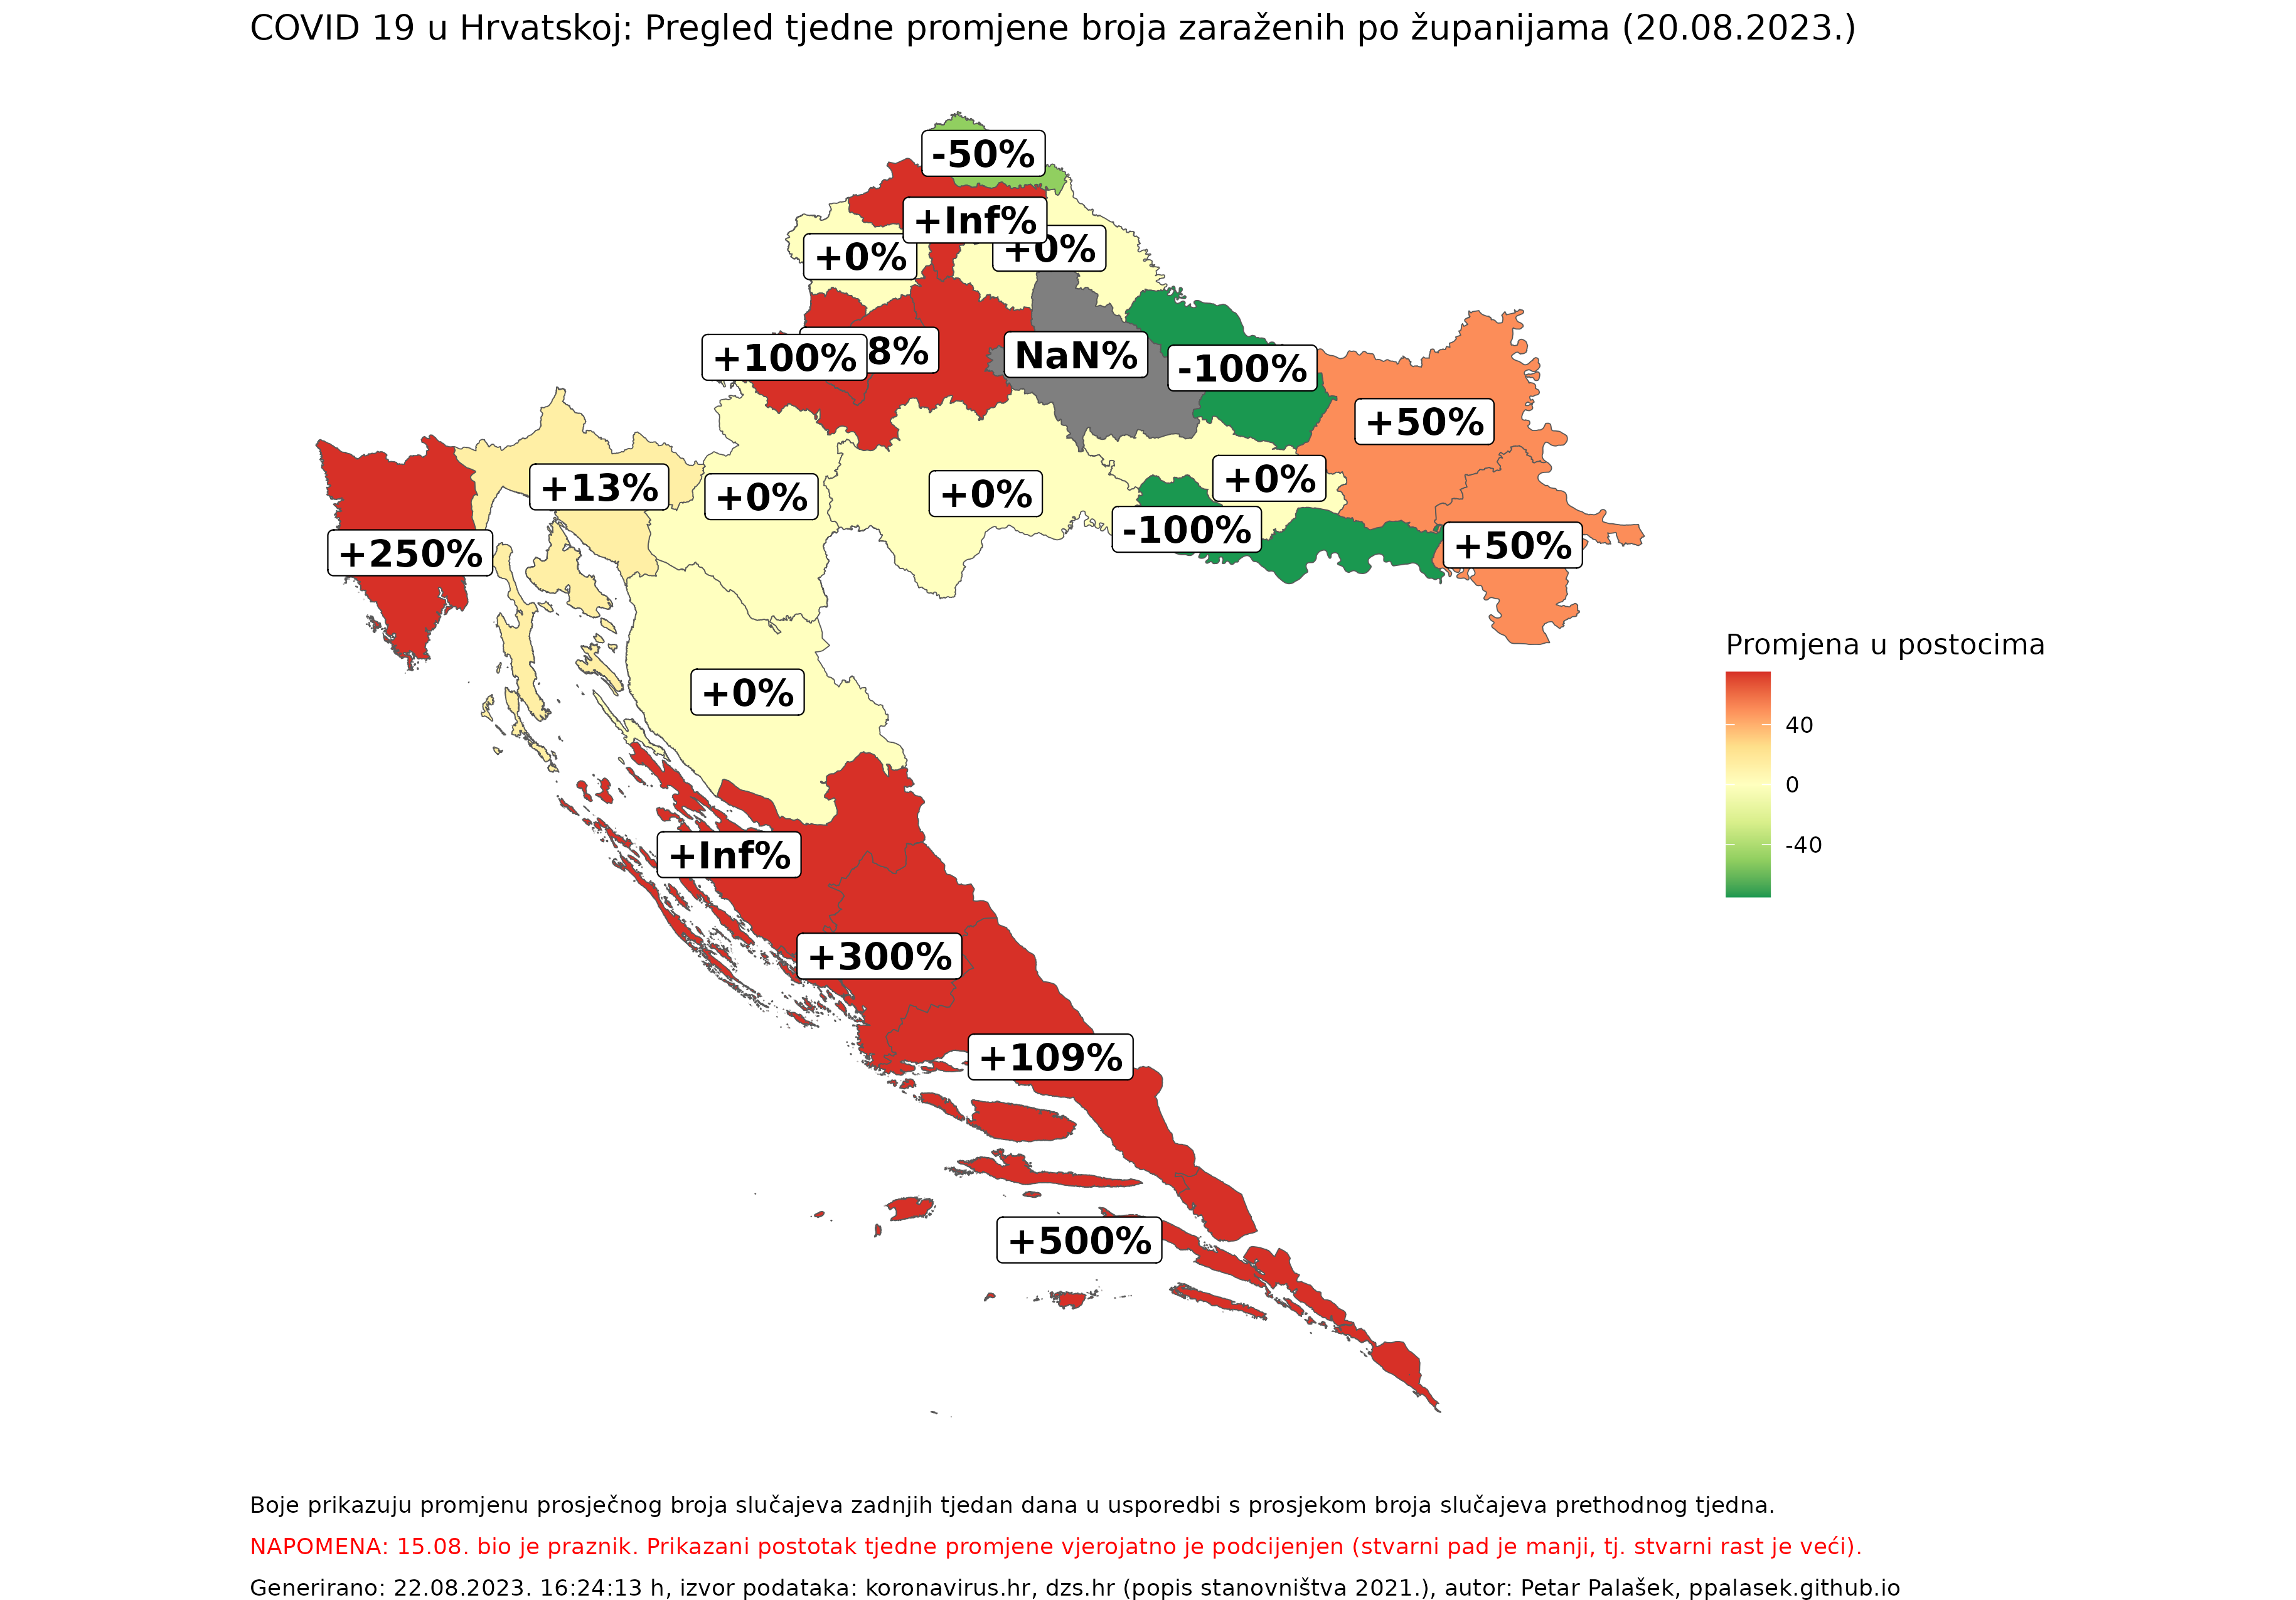 COVID 19 u Hrvatskoj: Pregled tjedne promjene broja zaraženih po županijama (20.08.2023.)
-50%
+Inf%
+0%
+0%
+100%
8%
NaN%
-100%
+50%
+13%
+0%
+0%
+0%
-100%
+50%
+250%
+0%
+Inf%
+300%
+109%
+500%
Promjena u postocima
40
0
-40
Boje prikazuju promjenu prosječnog broja slučajeva zadnjih tjedan dana u usporedbi s prosjekom broja slučajeva prethodnog tjedna.
NAPOMENA: 15.08. bio je praznik. Prikazani postotak tjedne promjene vjerojatno je podcijenjen (stvarni pad je manji, tj. stvarni rast je veći).
Generirano: 22.08.2023. 16:24:13 h, izvor podataka: koronavirus.hr, dzs.hr (popis stanovništva 2021.), autor: Petar Palašek, ppalasek.github.io